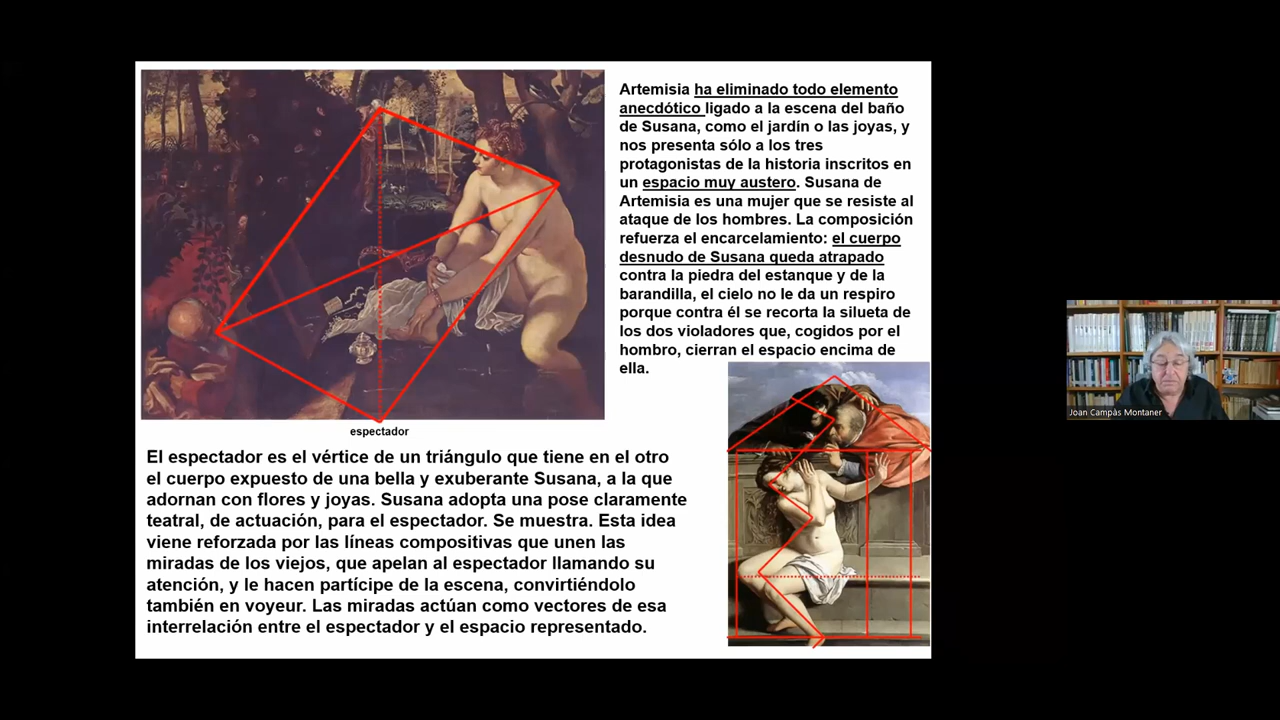 Artemisia ha eliminado todo elemento
anecdótico ligado a la escena del baño
de Susana, como el jardín o las joyas, y
nos presenta sólo a los tres
protagonistas de la historia inscritos en
un espacio muy austero. Susana de
Artemisia es una mujer que se resiste al
ataque de los hombres. La composición
refuerza el encarcelamiento: el cuerpo
desnudo de Susana queda atrapado
contra la piedra del estanque y de la
barandilla, el cielo no le da un respiro
porque contra él se recorta la silueta de
los dos violadores que, cogidos por el
hombro, cierran el espacio encima de
ella.
espectador
El espectador es el vértice de un triángulo que tiene en el otro
el cuerpo expuesto de una bella y exuberante Susana, a la que
adornan con flores y joyas. Susana adopta una pose claramente
teatral, de actuación, para el espectador. Se muestra. Esta idea
viene reforzada por las líneas compositivas que unen las
miradas de los viejos, que apelan al espectador llamando su
atención, y le hacen partícipe de la escena, convirtiéndolo
también en voyeur. Las miradas actúan como vectores de esa
interrelación entre el espectador y el espacio representado.
Joan Campàs Montaner